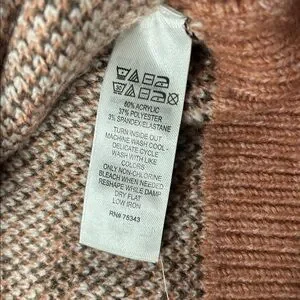 60% ACRYLIC
37% POLYESTER
3% SPANDEX/ELASTANE
TURN INSIDE OUT
MACHINE WASH COOL -
DELICATE CYCLE
WASH WITH LIKE
COLORS
ONLY NON-CHLORINE
BLEACH WHEN NEEDED
RESHAPE WHILE DAMP
DRY FLAT
LOW IRON
RN# 76343